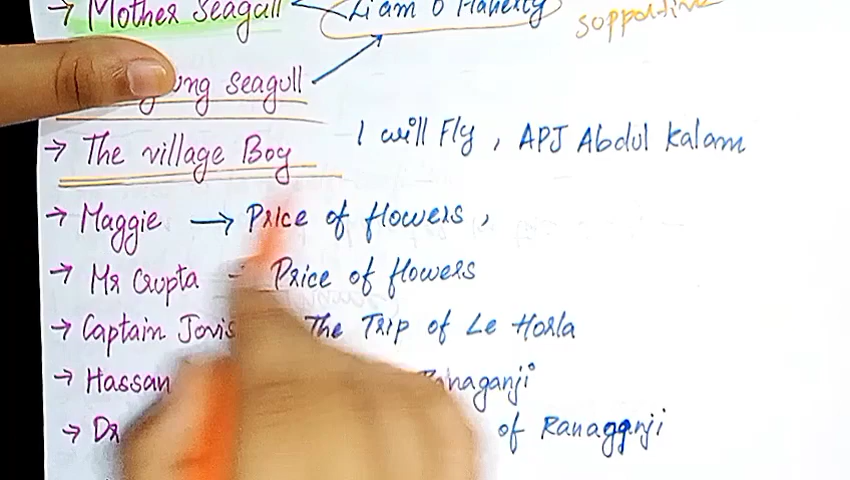 → Mother Seagull Liam O Flaherty supportive
ung seagull
→ The village Boy I will Fly, APJ Abdul Kalam
→ Maggie → Price of flowers,
→ Mr Gupta - Price of flowers
→ Captain Jovis The Trip of Le Horla
→ Hassan
→ Dr of Ranaggnji